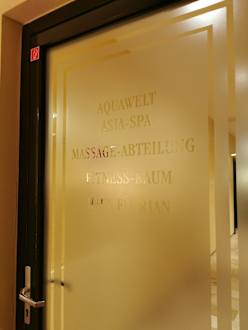 AQUAWELT
ASIA-SPA
MASSAGE-ABTEILUNG
FITNESS-RAUM